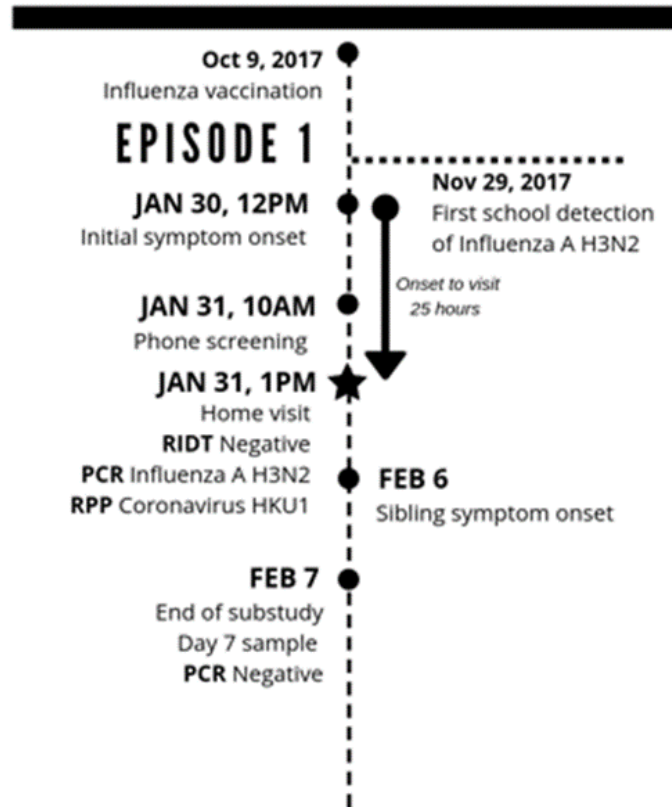 Oct 9, 2017
Influenza vaccination
EPISODE 1
Nov 29, 2017
First school detection
of Influenza A H3N2
JAN 30, 12PM
Initial symptom onset
Onset to visit
25 hours
JAN 31, 10AM
Phone screening
JAN 31, 1PM
Home visit
RIDT Negative
PCR Influenza A H3N2
RPP Coronavirus HKU1
FEB 6
Sibling symptom onset
FEB 7
End of substudy
Day 7 sample
PCR Negative